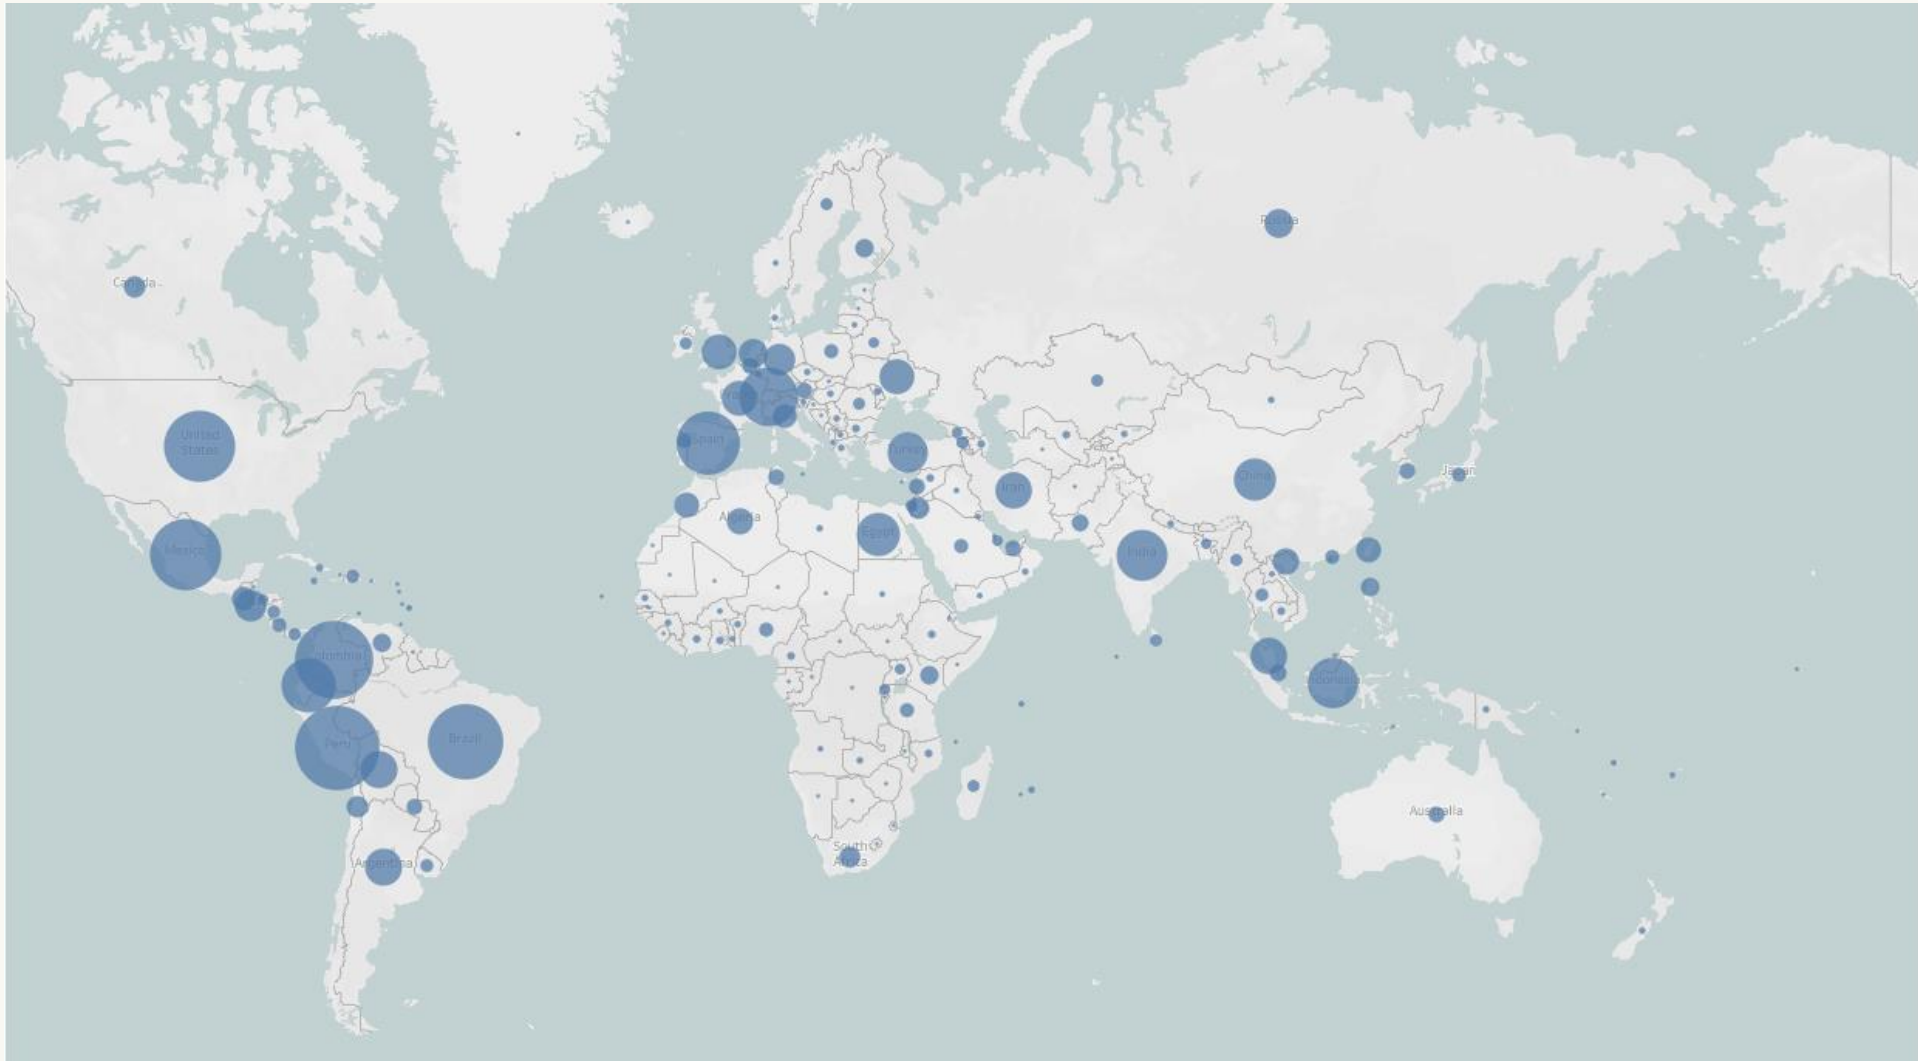 Russia
Canada
United
States
Spain
Turkey
Iran
China
Japan
Algeria
Egypt
Mexico
India
Colombia
Indonesia
Peru
Brazil
Australia
South
Africa
Argentina